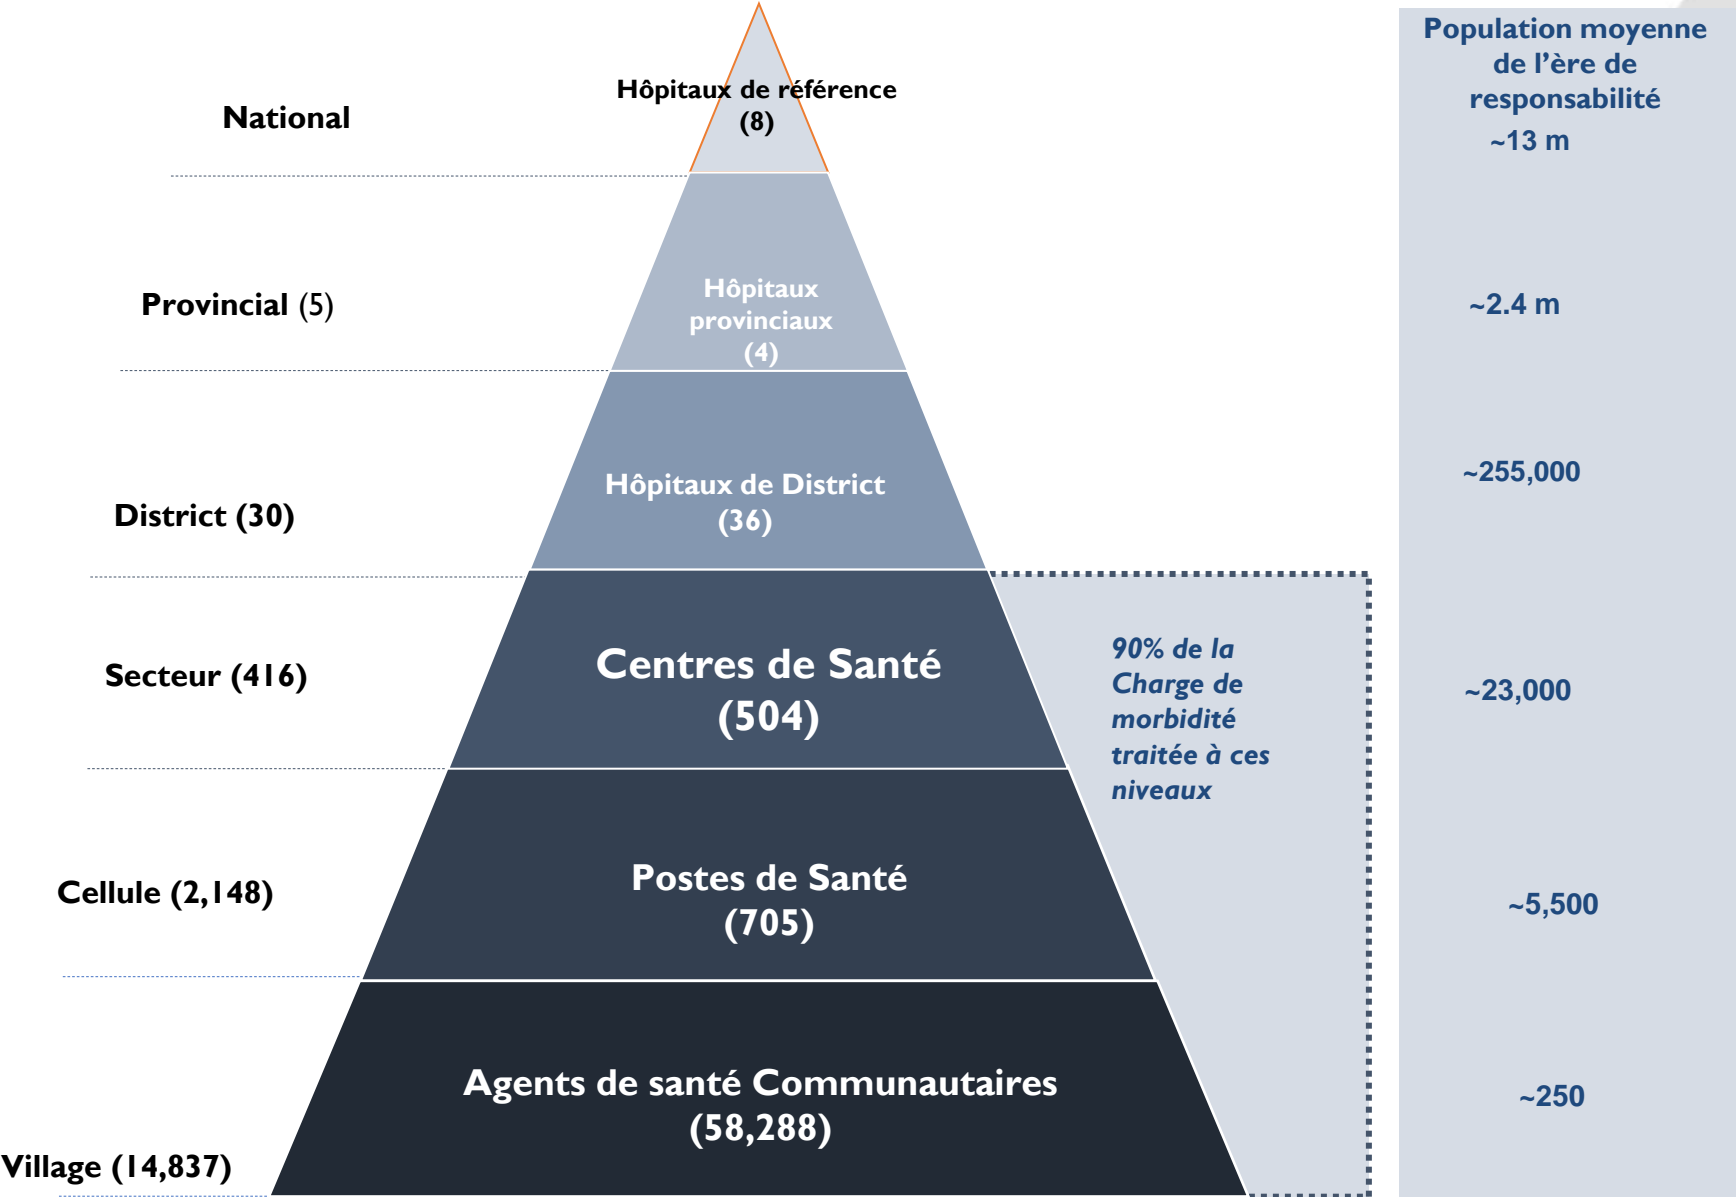 Population moyenne
de l’ère de
responsabilité
Hôpitaux de référence
(8)
National
~13 m
Hôpitaux
provinciaux
(4)
Provincial (5)
~2.4 m
Hôpitaux de District
(36)
District (30)
~255,000
Centres de Santé
(504)
Secteur (416)
90% de la
Charge de
morbidité
traitée à ces
niveaux
~23,000
Postes de Santé
(705)
Cellule (2,148)
~5,500
Agents de santé Communautaires
(58,288)
Village (14,837)
~250